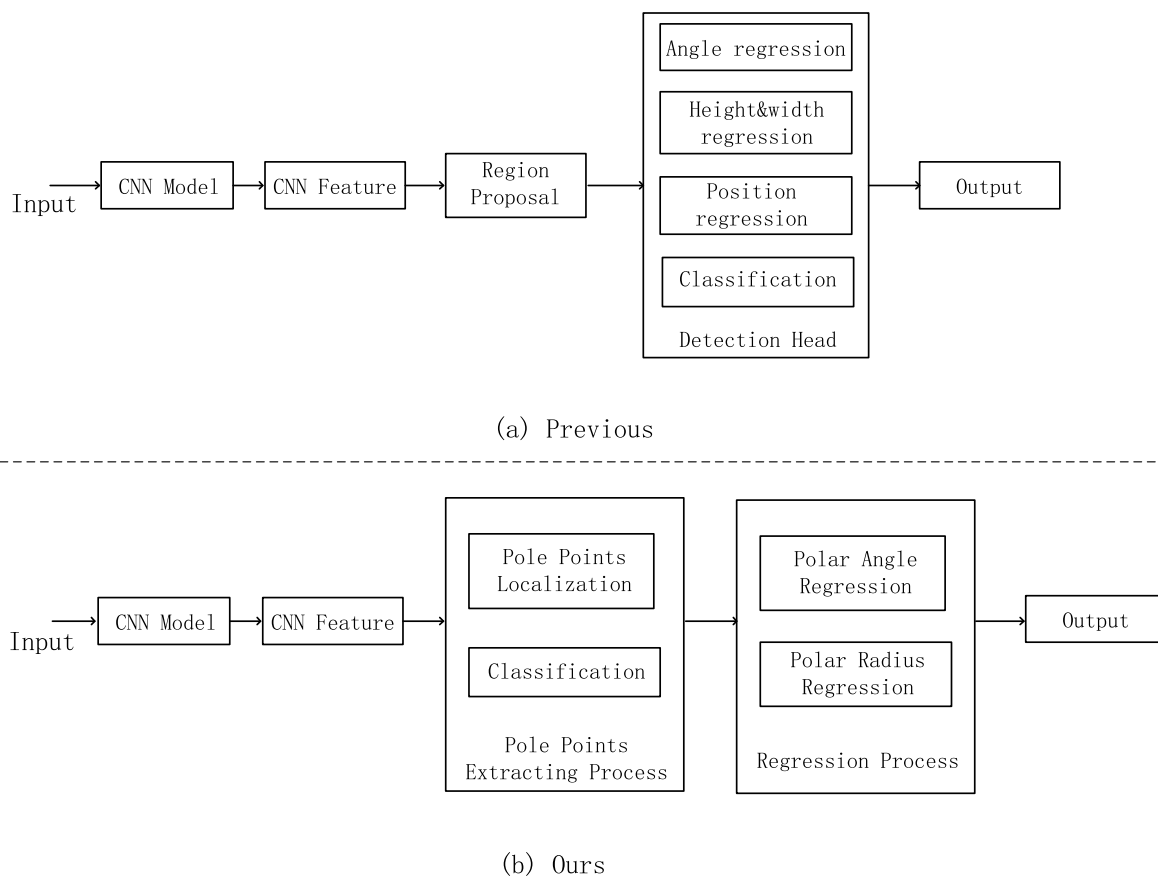 Input
CNN Model
CNN Feature
Region
Proposal
Angle regression
Height&width
regression
Position
regression
Classification
Detection Head
Output
(a) Previous
Input
CNN Model
CNN Feature
Pole Points
Localization
Classification
Pole Points
Extracting Process
Polar Angle
Regression
Polar Radius
Regression
Regression Process
Output
(b) Ours